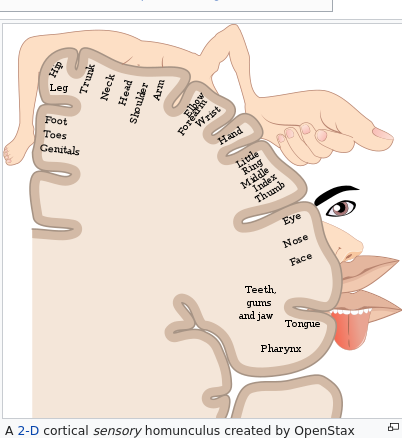 Hip
Leg
Trunk
Neck
Head
Shoulder
Arm
Elbow
Forearm
Wrist
Hand
Foot
Toes
Genitals
Little
Ring
Middle
Index
Thumb
Eye
Nose
Face
Teeth,
gums
and jaw
Tongue
Pharynx
A 2-D cortical sensory homunculus created by OpenStax